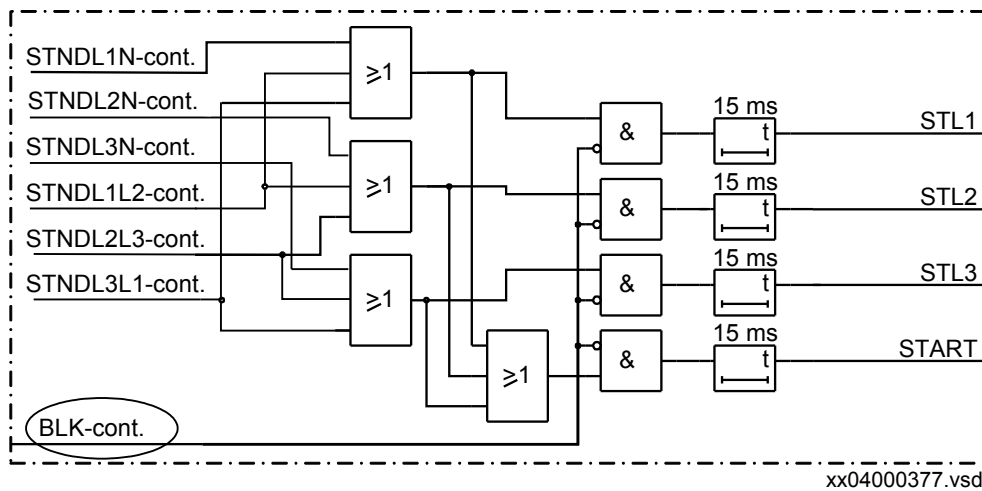 STNDL1N-cont.
STNDL2N-cont.
STNDL3N-cont.
STNDL1L2-cont.
STNDL2L3-cont.
STNDL3L1-cont.
BLK-cont.
≥1
≥1
≥1
≥1
&
&
&
&
15 ms
t
15 ms
t
15 ms
t
15 ms
t
STL1
STL2
STL3
START
xx04000377.vsd